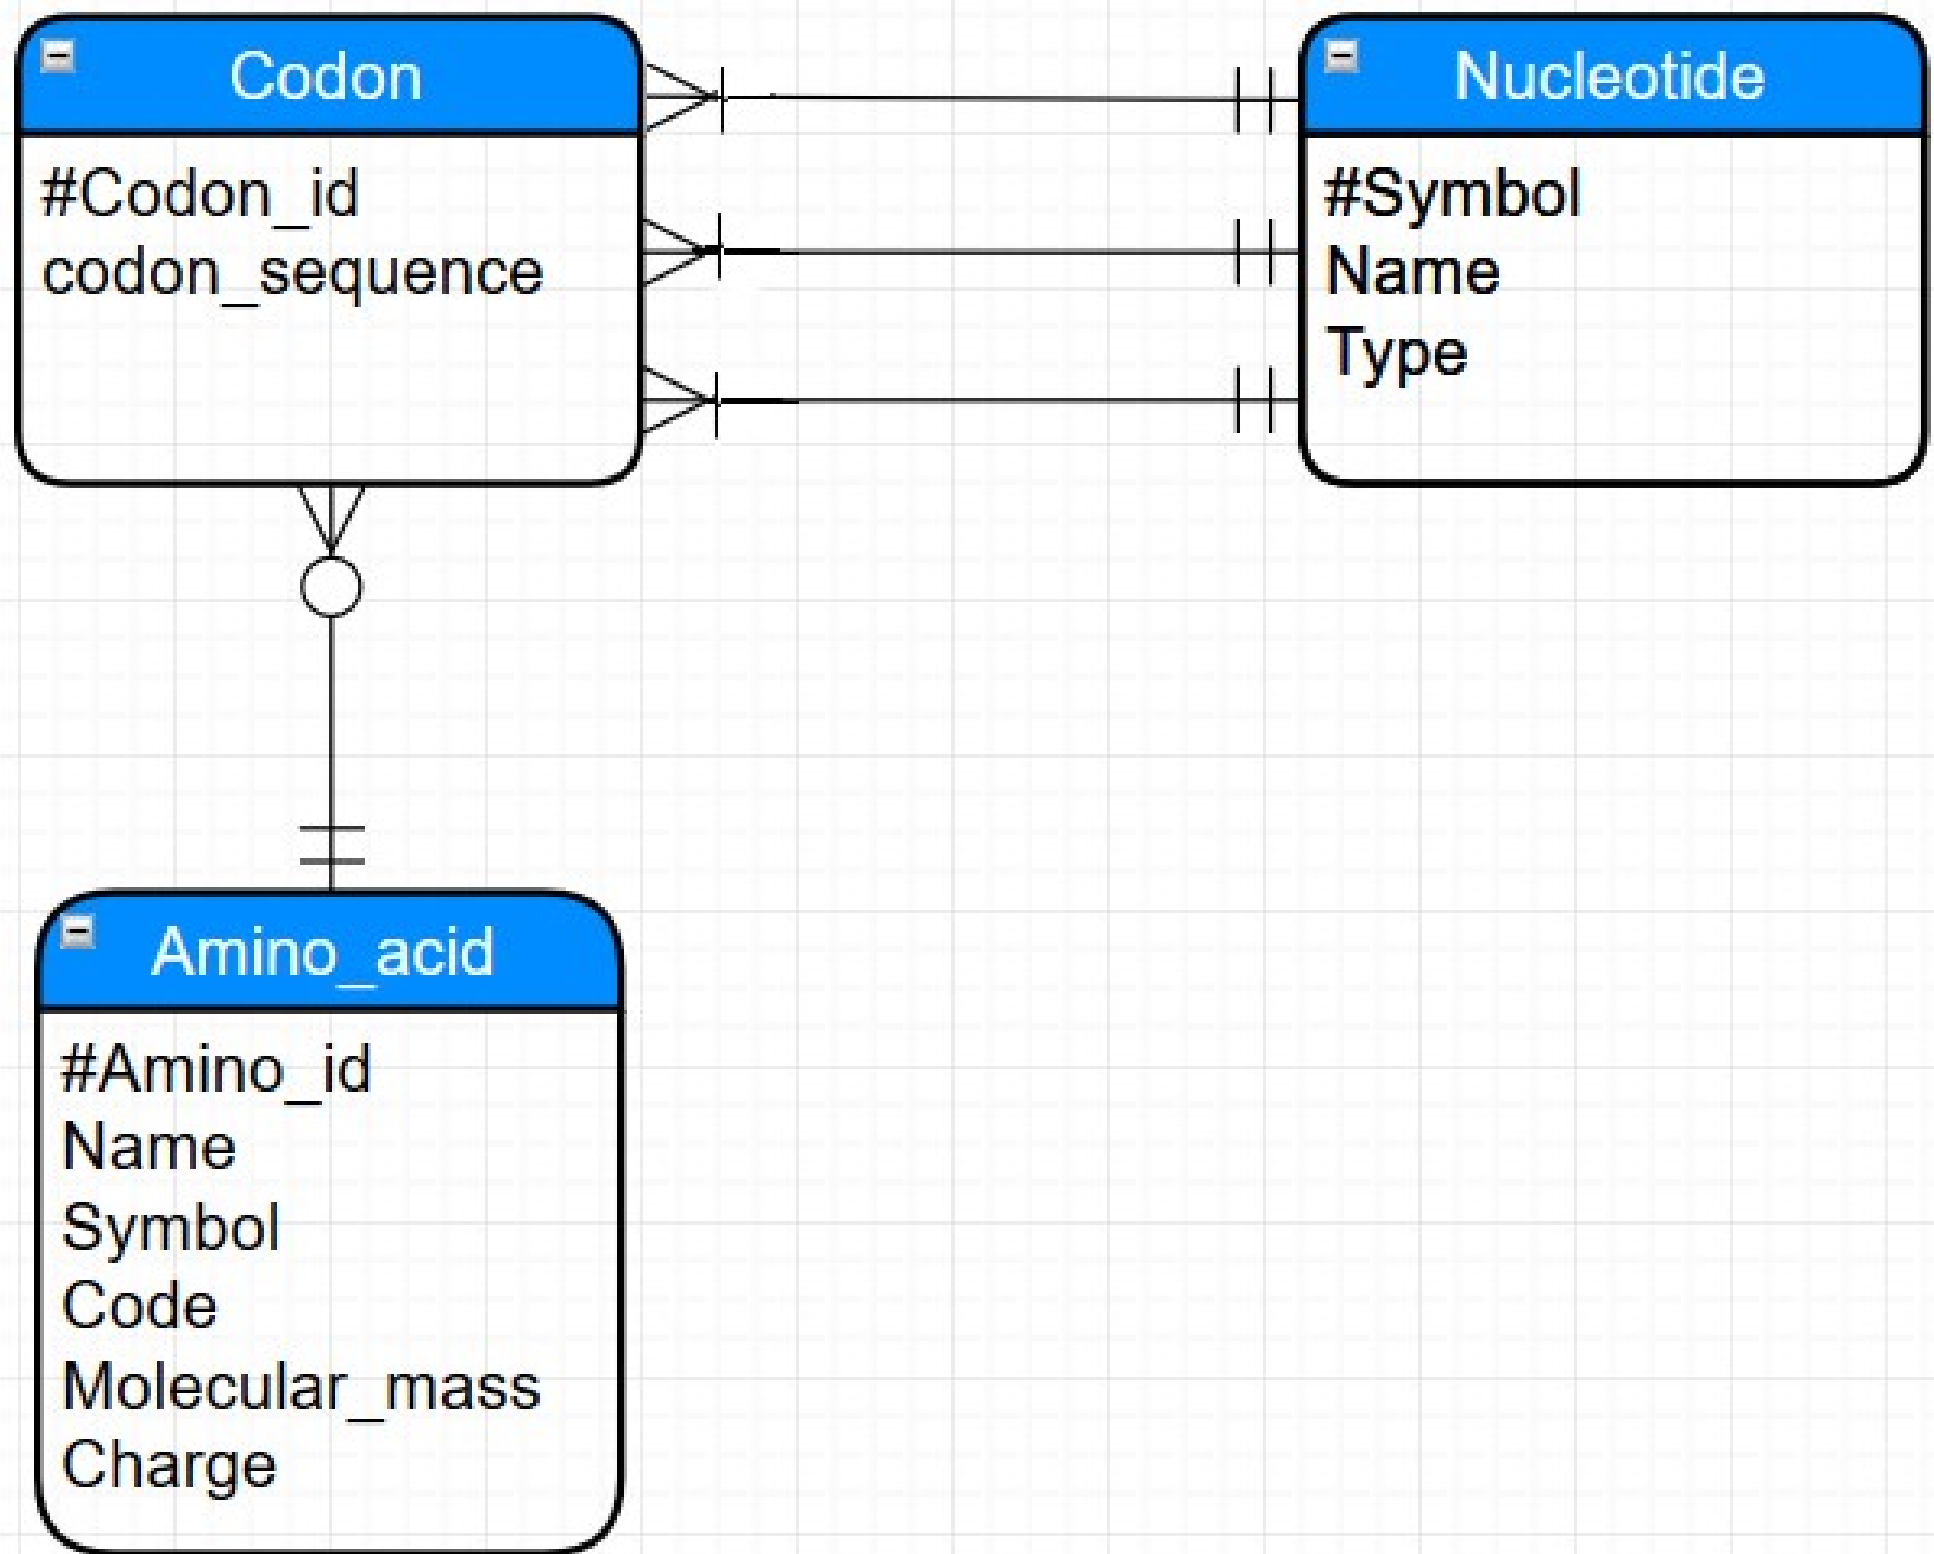 Codon
#Codon_id
codon_sequence
Nucleotide
#Symbol
Name
Type
Amino_acid
#Amino_id
Name
Symbol
Code
Molecular_mass
Charge